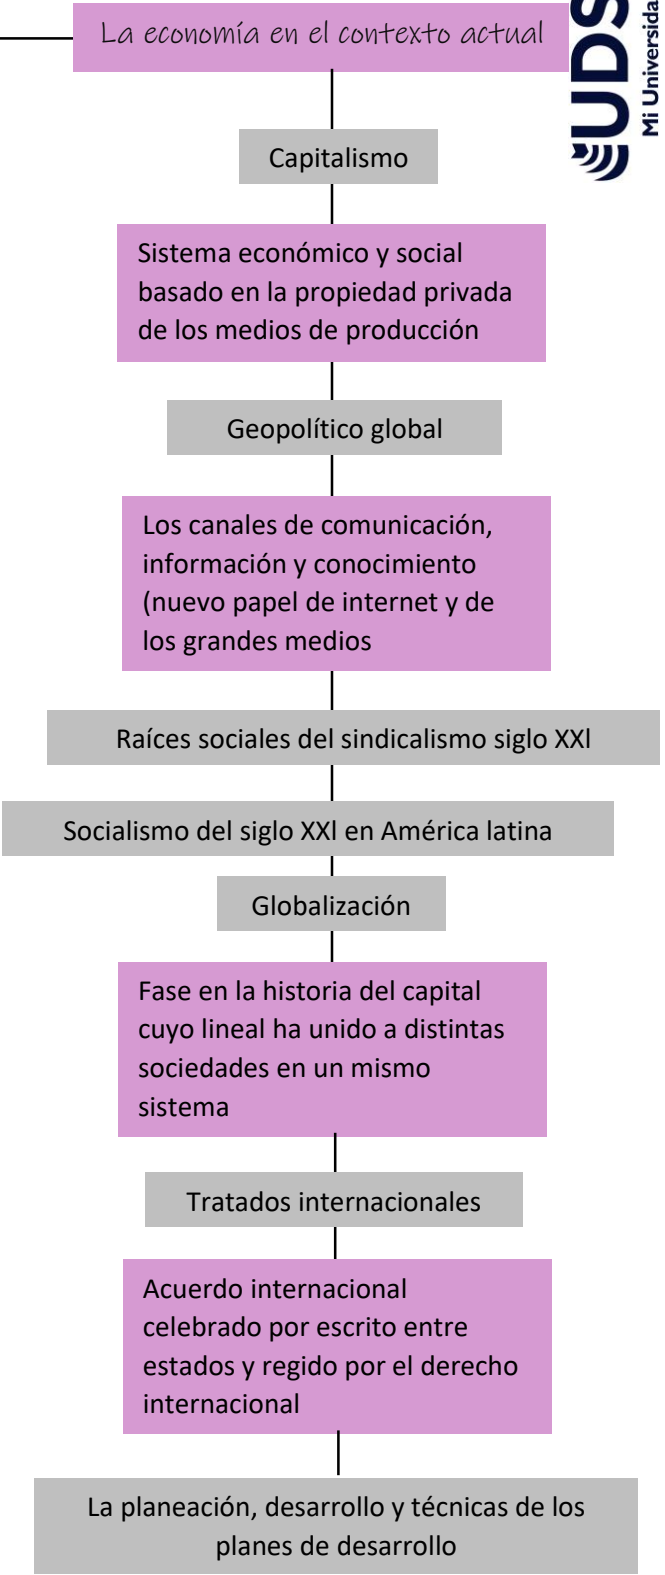 La economía en el contexto actual
UDS
Mi Universida
Capitalismo
Sistema económico y social
basado en la propiedad privada
de los medios de producción
Geopolítico global
Los canales de comunicación,
información y conocimiento
(nuevo papel de internet y de
los grandes medios
Raíces sociales del sindicalismo siglo XXl
Socialismo del siglo XXl en América latina
Globalización
Fase en la historia del capital
cuyo lineal ha unido a distintas
sociedades en un mismo
sistema
Tratados internacionales
Acuerdo internacional
celebrado por escrito entre
estados y regido por el derecho
internacional
La planeación, desarrollo y técnicas de los
planes de desarrollo